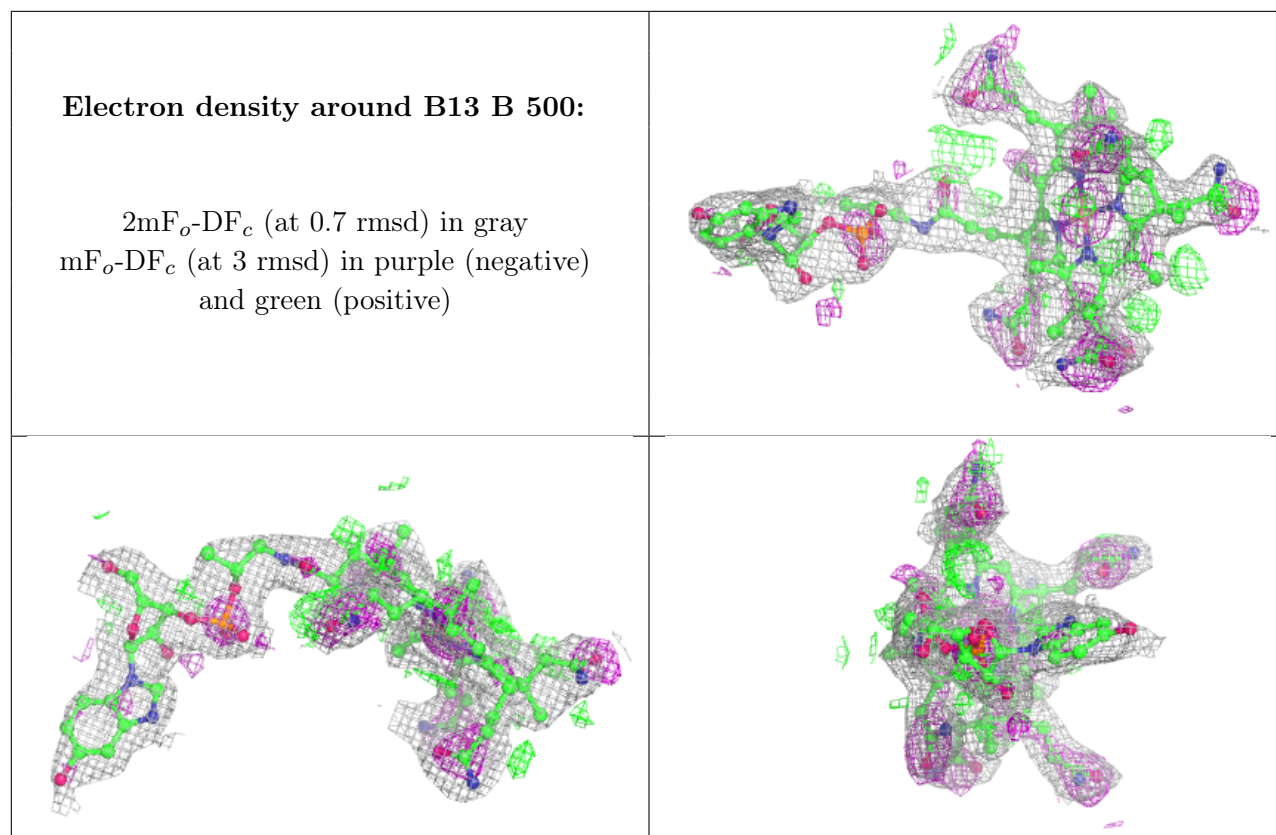 Electron density around B13 B 500:
2mFo-DFc (at 0.7 rmsd) in gray
mFo-DFc (at 3 rmsd) in purple (negative)
and green (positive)